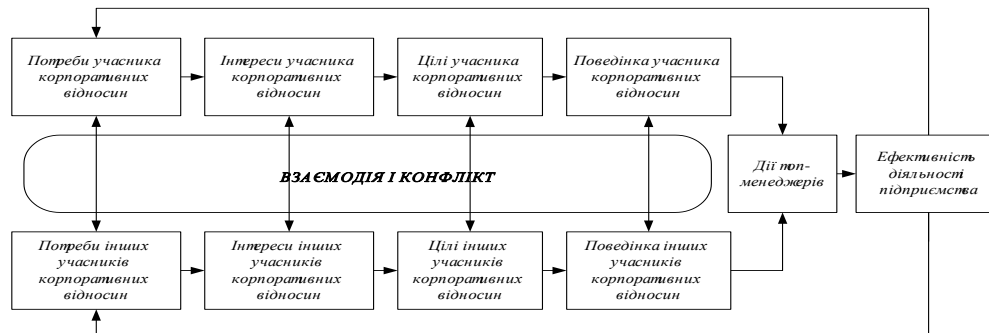 Потреби учасника
корпоративних
відносин
Інтереси учасника
корпоративних
відносин
Цілі учасника
корпоративних
відносин
Поведінка учасника
корпоративних
відносин
ВЗАЄМОДІЯ І КОНФЛІКТ
Дії топ-
менеджерів
Ефективність
діяльності
підприємства
Потреби інших
учасників
корпоративних
відносин
Інтереси інших
учасників
корпоративних
відносин
Цілі інших
учасників
корпоративних
відносин
Поведінка інших
учасників
корпоративних
відносин